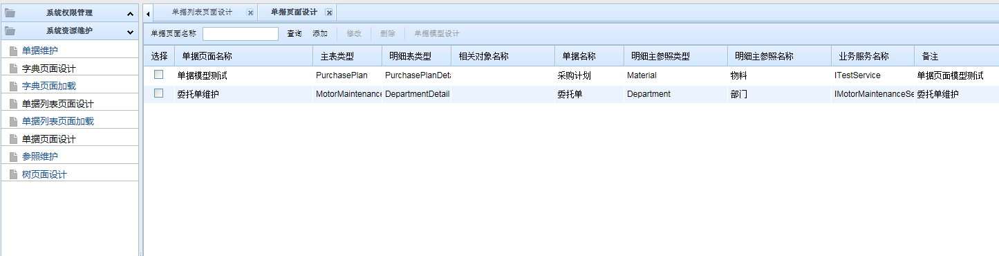 系统权限管理
系统资源维护
单据维护
字典页面设计
字典页面加载
单据列表页面设计
单据列表页面加载
单据页面设计
参照维护
树页面设计
单据列表页面设计 单据页面设计
单据页面名称 查询 添加 修改 删除 单据模型设计
选择 单据页面名称 主表类型 明细表类型 相关对象名称 单据名称 明细主参照类型 明细主参照名称 业务服务名称 备注
单据模型测试 PurchasePlan PurchasePlanDeta 采购计划 Material 物料 ITestService 单据页面模型测试
委托单维护 MotorMaintenance DepartmentDetail 委托单 Department 部门 IMotorMaintenanceSe 委托单维护